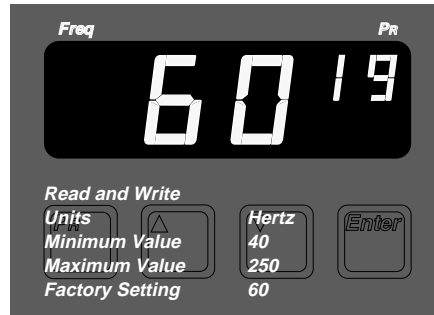 Freq PR
60 19
Read and Write
PR
Units Hertz Enter
Minimum Value 40
Maximum Value 250
Factory Setting 60